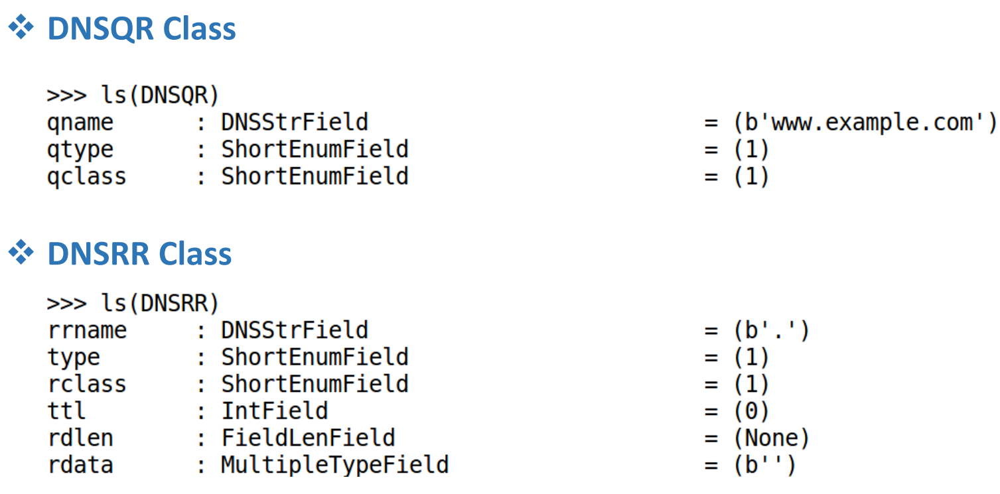 ❖ DNSQR Class
>>> ls(DNSQR)
qname      : DNSStrField                         = (b'www.example.com')
qtype      : ShortEnumField                      = (1)
qclass     : ShortEnumField                      = (1)
❖ DNSRR Class
>>> ls(DNSRR)
rrname     : DNSStrField                         = (b'.')
type       : ShortEnumField                      = (1)
rclass     : ShortEnumField                      = (1)
ttl        : IntField                            = (0)
rdlen      : FieldLenField                       = (None)
rdata      : MultipleTypeField                   = (b'')